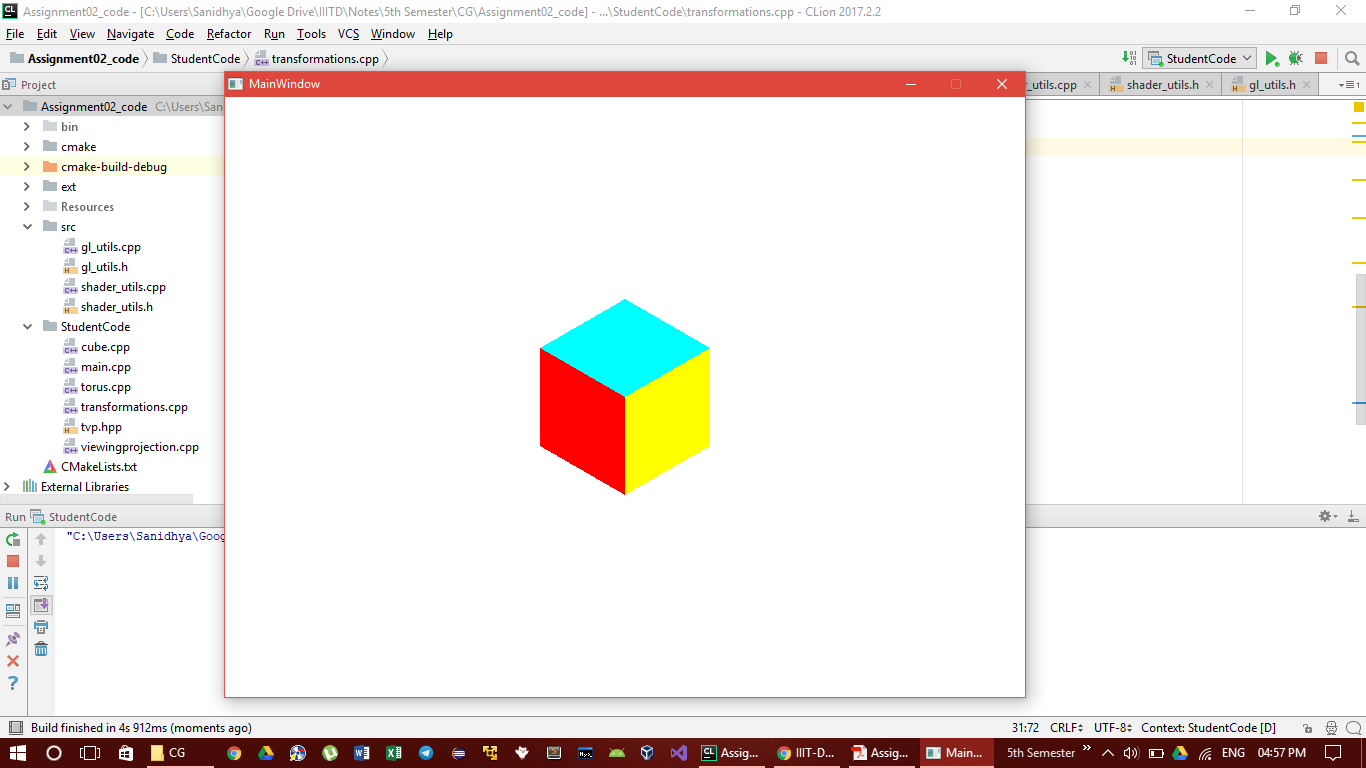 Assignment02_code - [C:\Users\Sanidhya\Google Drive\IIITD\Notes\5th Semester\CG\Assignment02_code] - ...\StudentCode\transformations.cpp - CLion 2017.2.2
File Edit View Navigate Code Refactor Run Tools VCS Window Help
Assignment02_code StudentCode transformations.cpp StudentCode
Project
MainWindow
_utils.cpp shader_utils.h gl_utils.h
Assignment02_code C:\Users\San
bin
cmake
cmake-build-debug
ext
Resources
src
gl_utils.cpp
gl_utils.h
shader_utils.cpp
shader_utils.h
StudentCode
cube.cpp
main.cpp
torus.cpp
transformations.cpp
tvp.hpp
viewingprojection.cpp
CMakeLists.txt
External Libraries
Run StudentCode
"C:\Users\Sanidhya\Goog
Build finished in 4s 912ms (moments ago) 31:72 CRLF UTF-8 Context: StudentCode [D]
CG Assig... IIIT-D... Assig... Main... 5th Semester ENG 04:57 PM